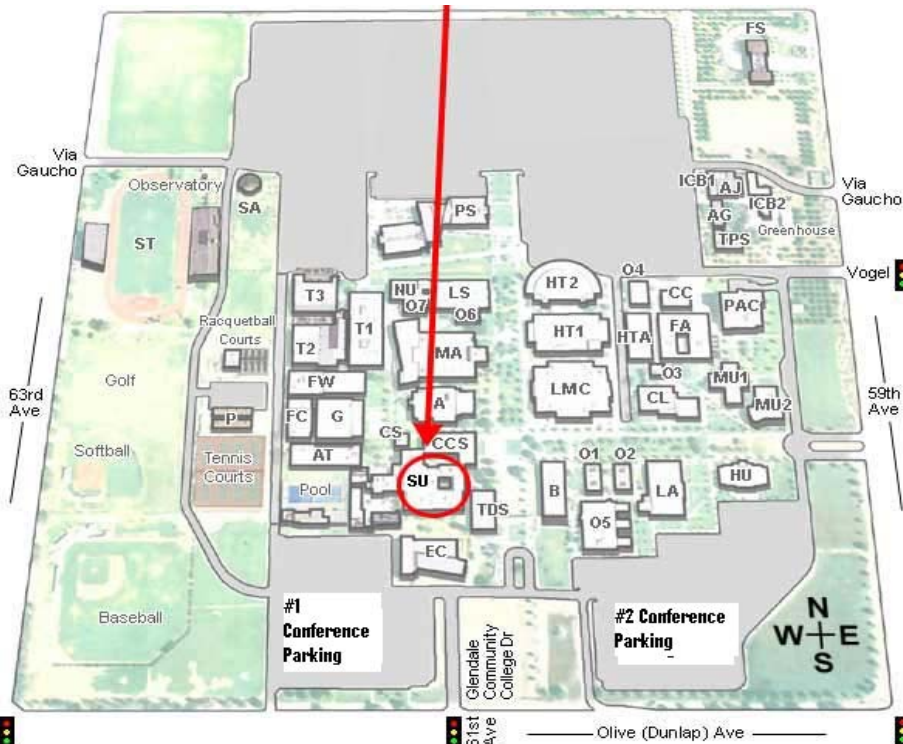 FS
Via
Gaucho
Observatory
SA
ICB1
AJ
Via
Gaucho
ICB2
PS
AG
Greenhouse
ST
TPS
O4
Vogel
HT2
T3
NU
LS
CC
PAC
O7
O6
T1
FA
Racquetball
Courts
HT1
HTA
T2
MA
O3
MU1
63rd
Ave
Golf
FW
LMC
59th
Ave
A
CL
MU2
P
FC
G
CS
CCS
Softball
AT
O1
O2
Tennis
Courts
SU
HU
Pool
B
LA
TDS
O5
EC
#1
Conference
Parking
#2 Conference
Parking
Baseball
N
W E
S
Glendale
Community
College Dr
61st
Ave
Olive (Dunlap) Ave